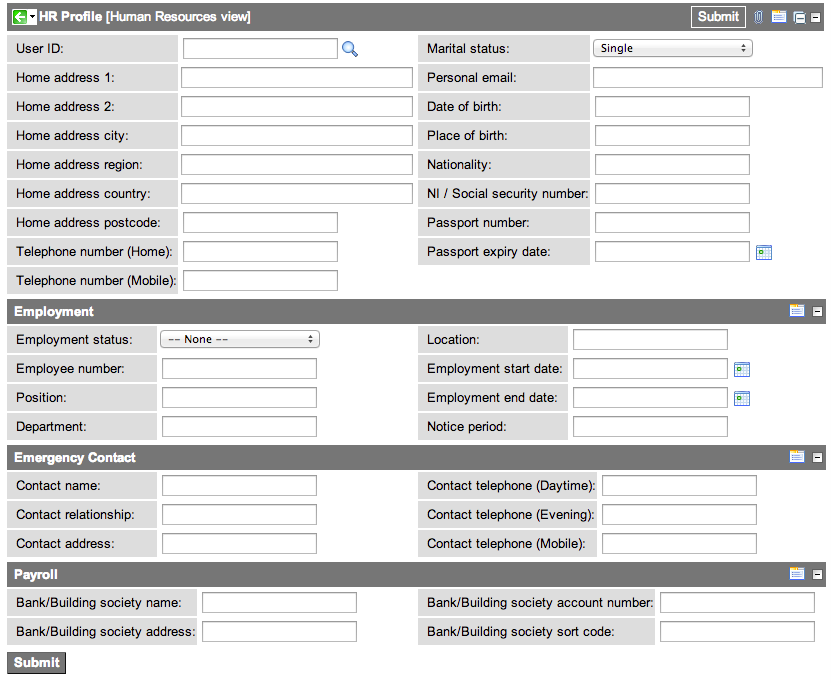 HR Profile [Human Resources view] Submit
User ID: Marital status: Single
Home address 1: Personal email:
Home address 2: Date of birth:
Home address city: Place of birth:
Home address region: Nationality:
Home address country: NI / Social security number:
Home address postcode: Passport number:
Telephone number (Home): Passport expiry date:
Telephone number (Mobile):
Employment
Employment status: -- None -- Location:
Employee number: Employment start date:
Position: Employment end date:
Department: Notice period:
Emergency Contact
Contact name: Contact telephone (Daytime):
Contact relationship: Contact telephone (Evening):
Contact address: Contact telephone (Mobile):
Payroll
Bank/Building society name: Bank/Building society account number:
Bank/Building society address: Bank/Building society sort code:
Submit